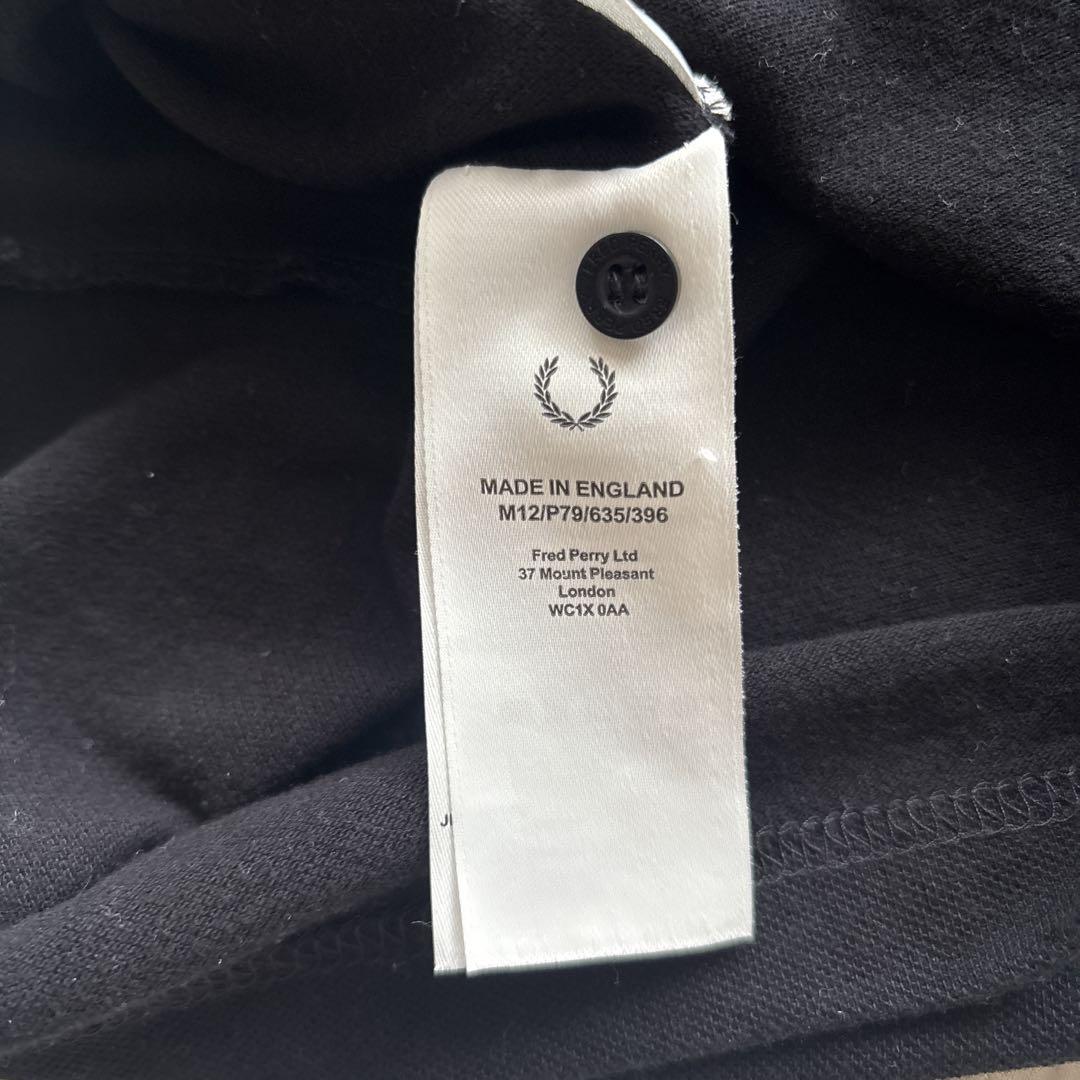 MADE IN ENGLAND
M12/P79/635/396
Fred Perry Ltd
37 Mount Pleasant
London
WC1X 0AA